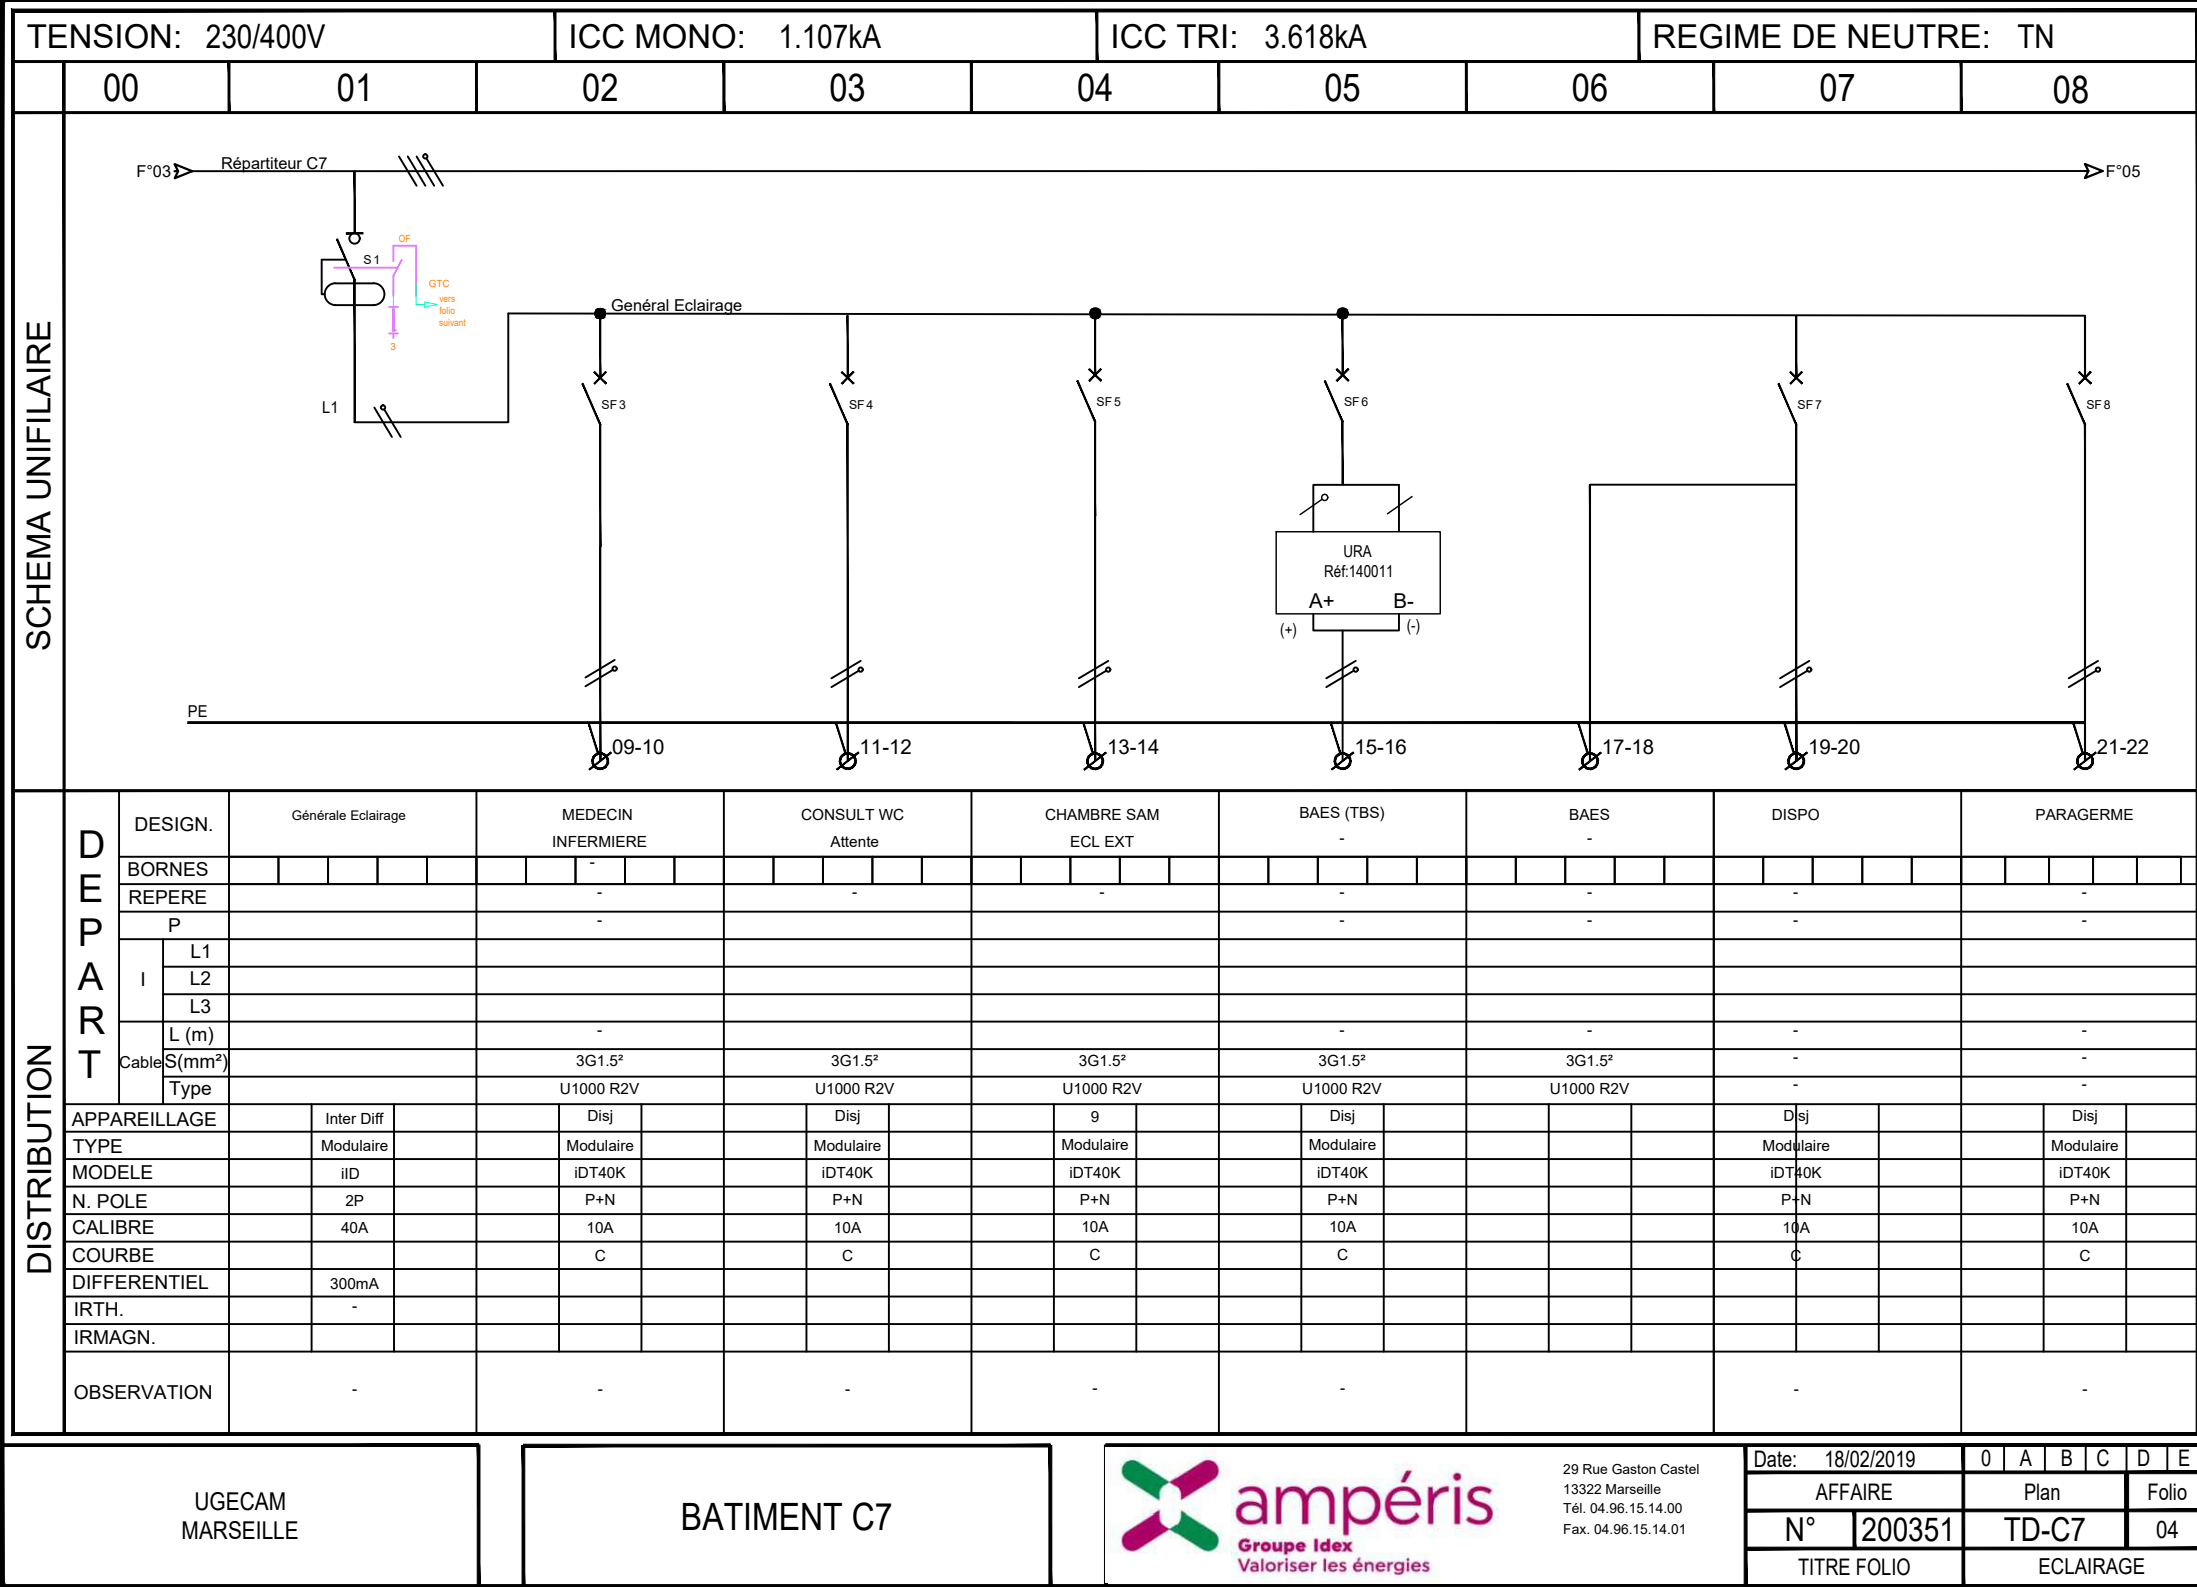 TENSION: 230/400V ICC MONO: 1.107kA ICC TRI: 3.618kA REGIME DE NEUTRE: TN
00 01 02 03 04 05 06 07 08
SCHEMA UNIFILAIRE
F°03 Répartiteur C7 F°05
OF
S1
GTC
vers
folio
suivant
3
Genéral Eclairage
L1
SF3 SF4 SF5 SF6 SF7 SF8
URA
Réf:140011
A+ B-
(+) (-)
PE
09-10 11-12 13-14 15-16 17-18 19-20 21-22
DISTRIBUTION
DEPART
DESIGN. Générale Eclairage MEDECIN CONSULT WC CHAMBRE SAM BAES (TBS) BAES DISPO PARAGERME
INFERMIERE Attente ECL EXT - -
BORNES -
REPERE - - - - - - -
P - - - - -
I
L1
L2
L3
Cable
L (m) - - - - -
S(mm²) 3G1.5² 3G1.5² 3G1.5² 3G1.5² 3G1.5² - -
Type U1000 R2V U1000 R2V U1000 R2V U1000 R2V U1000 R2V - -
APPAREILLAGE Inter Diff Disj Disj 9 Disj Disj Disj
TYPE Modulaire Modulaire Modulaire Modulaire Modulaire Modulaire Modulaire
MODELE iID iDT40K iDT40K iDT40K iDT40K iDT40K iDT40K
N. POLE 2P P+N P+N P+N P+N P+N P+N
CALIBRE 40A 10A 10A 10A 10A 10A 10A
COURBE C C C C C C
DIFFERENTIEL 300mA
IRTH. -
IRMAGN.
OBSERVATION - - - - - - -
UGECAM
MARSEILLE
BATIMENT C7
ampéris
Groupe Idex
Valoriser les énergies
29 Rue Gaston Castel
13322 Marseille
Tél. 04.96.15.14.00
Fax. 04.96.15.14.01
Date: 18/02/2019 0 A B C D E
AFFAIRE Plan Folio
N° 200351 TD-C7 04
TITRE FOLIO ECLAIRAGE